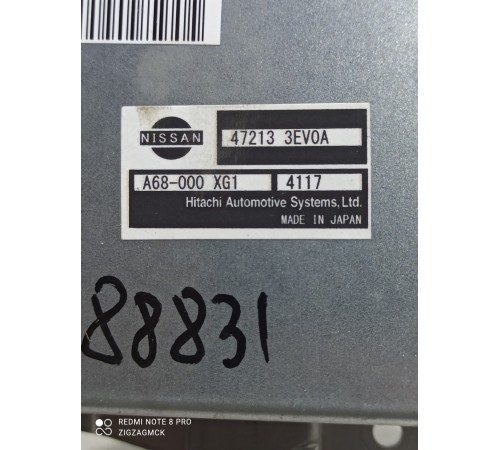 NISSAN
47213 3EV0A
A68-000 XG1
4117
Hitachi Automotive Systems, Ltd.
MADE IN JAPAN
88831
REDMI NOTE 8 PRO
ZIGZAGMCK